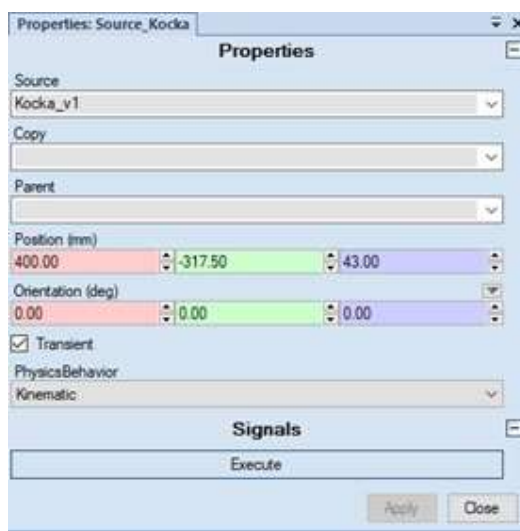 Properties: Source_Kocka
Properties
Source
Kocka_v1
Copy
Parent
Position (mm)
400.00 -317.50 43.00
Orientation (deg)
0.00 0.00 0.00
Transient
PhysicsBehavior
Kinematic
Signals
Execute
Apply Close